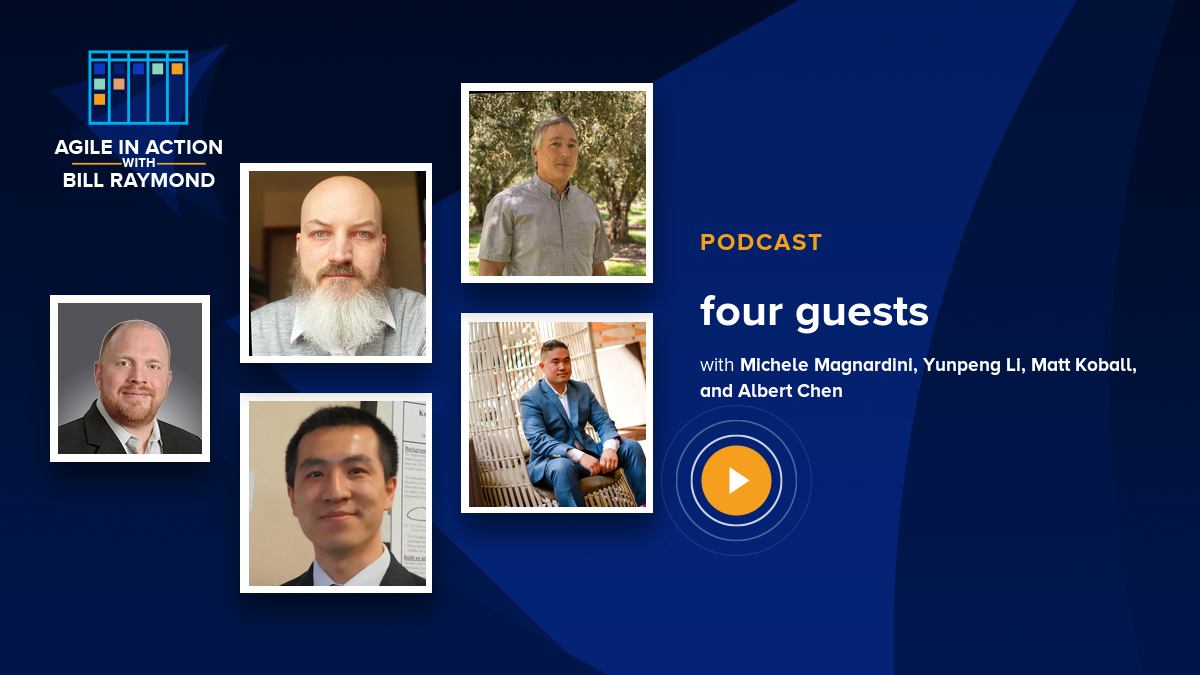 AGILE IN ACTION
WITH
BILL RAYMOND
PODCAST
four guests
with Michele Magnardini, Yunpeng Li, Matt Koball,
and Albert Chen